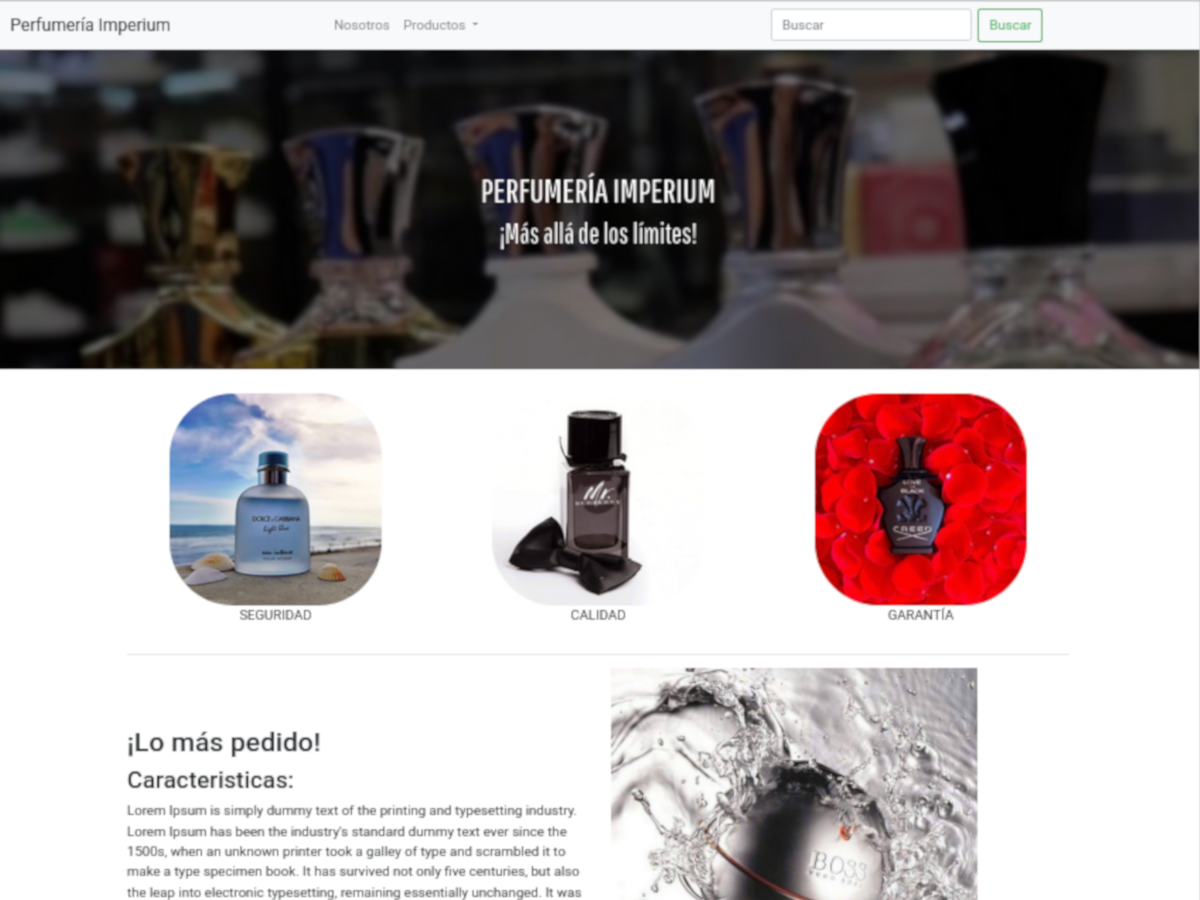 Perfumería Imperium
Nosotros Productos
Buscar
Buscar
PERFUMERÍA IMPERIUM
¡Más allá de los límites!
DOLCE & GABBANA
light blue
Mr.
BURBERRY
LOVE
IN
BLACK
CREED
SEGURIDAD
CALIDAD
GARANTÍA
¡Lo más pedido!
Caracteristicas:
Lorem Ipsum is simply dummy text of the printing and typesetting industry.
Lorem Ipsum has been the industry's standard dummy text ever since the
1500s, when an unknown printer took a galley of type and scrambled it to
make a type specimen book. It has survived not only five centuries, but also
the leap into electronic typesetting, remaining essentially unchanged. It was
BOSS